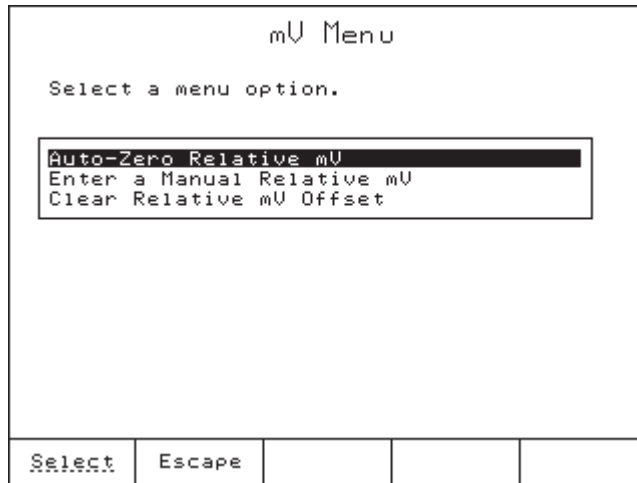 mV Menu
Select a menu option.
Auto-Zero Relative mV
Enter a Manual Relative mV
Clear Relative mV Offset
Select Escape